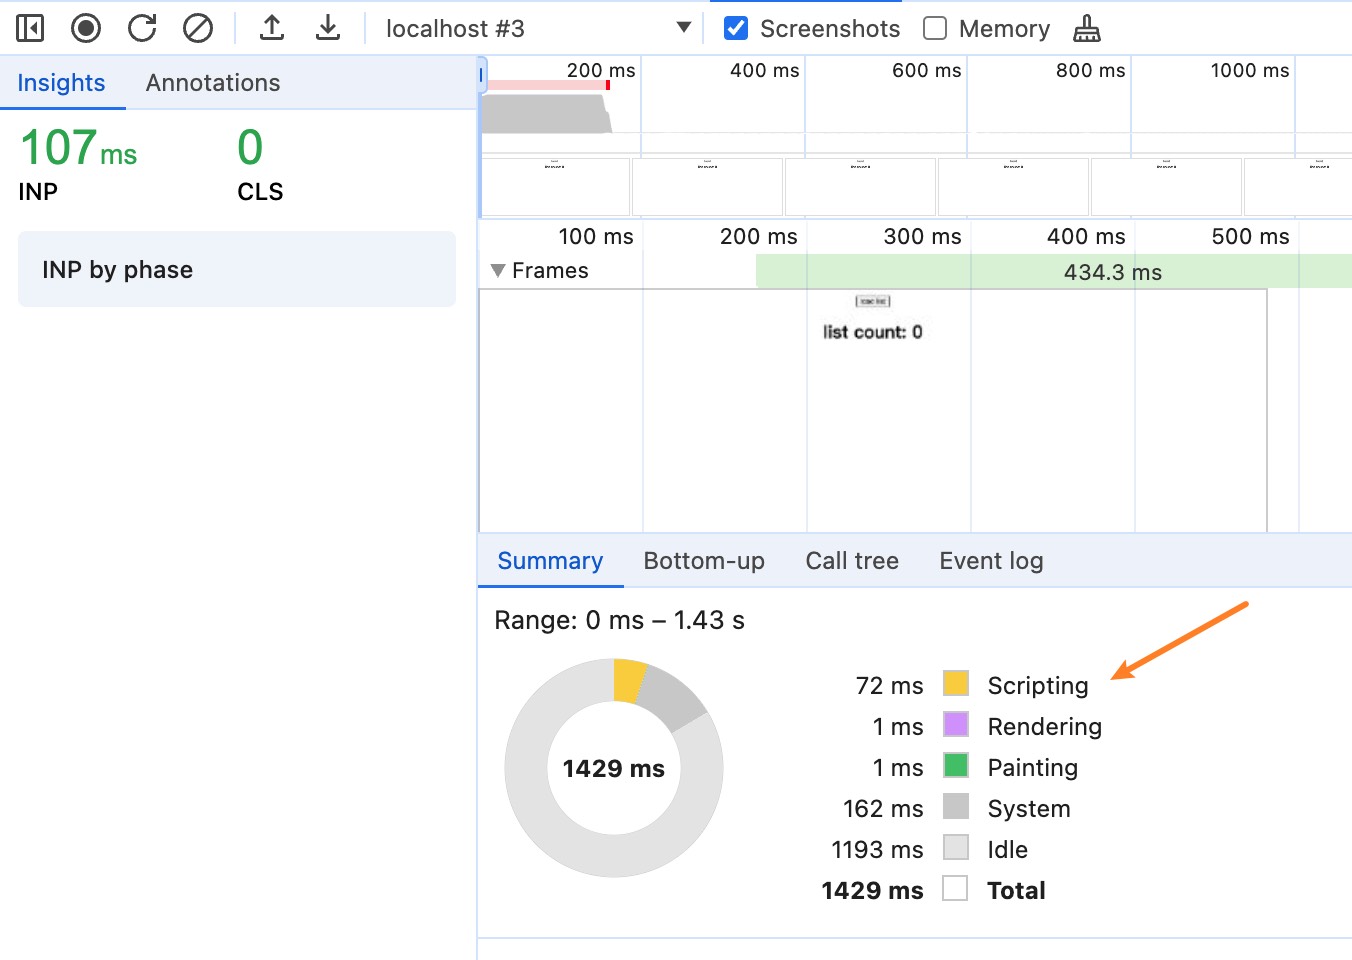 localhost #3
Screenshots
Memory
Insights
Annotations
107 ms
INP
0
CLS
INP by phase
200 ms 400 ms 600 ms 800 ms 1000 ms
100 ms 200 ms 300 ms 400 ms 500 ms
Frames
434.3 ms
list count: 0
Summary Bottom-up Call tree Event log
Range: 0 ms – 1.43 s
1429 ms
72 ms Scripting
1 ms Rendering
1 ms Painting
162 ms System
1193 ms Idle
1429 ms Total